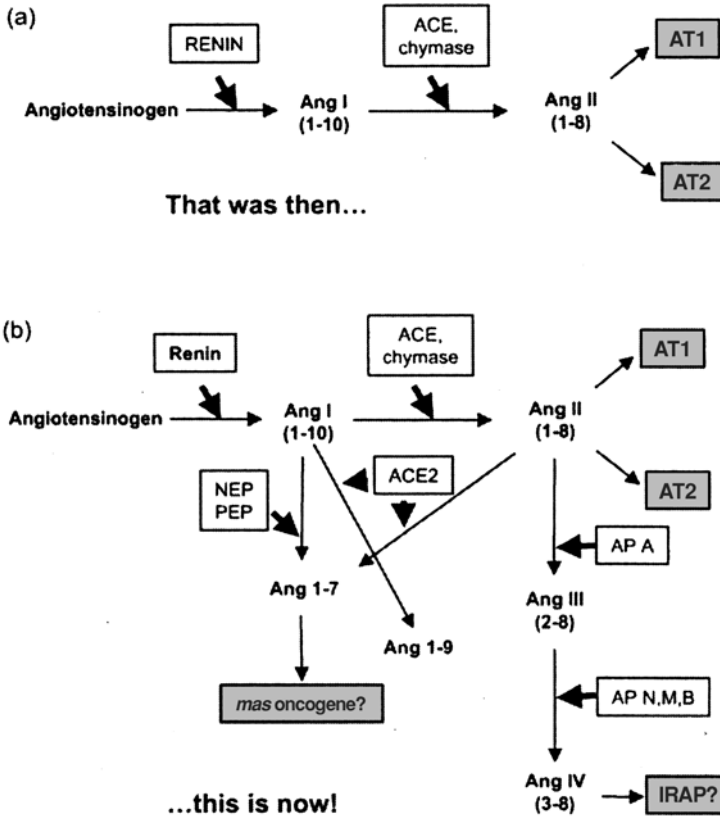 (a)
RENIN
ACE,
chymase
AT1
Angiotensinogen
Ang I
(1-10)
Ang II
(1-8)
AT2
That was then...
(b)
Renin
ACE,
chymase
AT1
Angiotensinogen
Ang I
(1-10)
Ang II
(1-8)
NEP
PEP
ACE2
AT2
AP A
Ang 1-7
Ang III
(2-8)
Ang 1-9
mas oncogene?
AP N,M,B
Ang IV
(3-8)
IRAP?
...this is now!